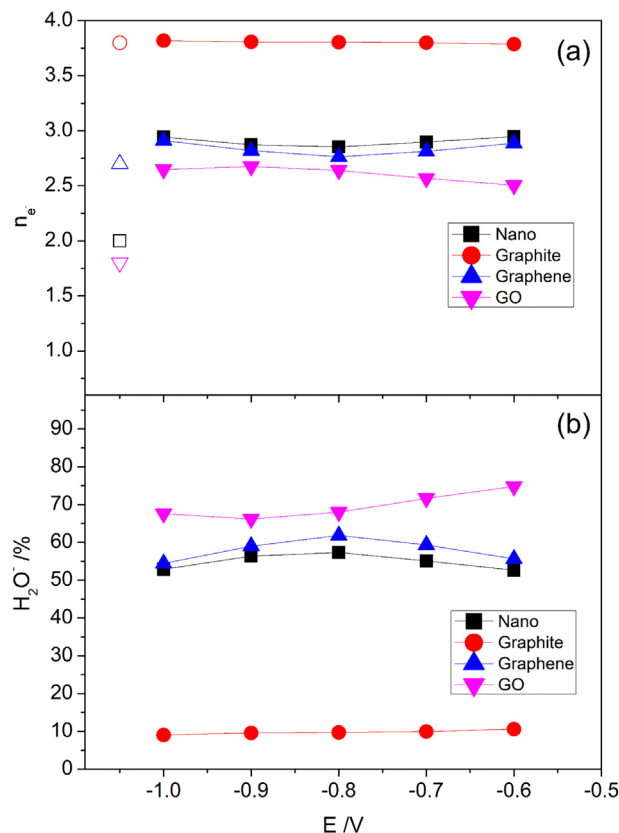 4.0
3.5
3.0
2.5
2.0
1.5
1.0
nₑ-
(a)
Nano
Graphite
Graphene
GO
90
80
70
60
50
40
30
20
10
0
H₂O⁻ /%
(b)
Nano
Graphite
Graphene
GO
-1.0 -0.9 -0.8 -0.7 -0.6 -0.5
E /V